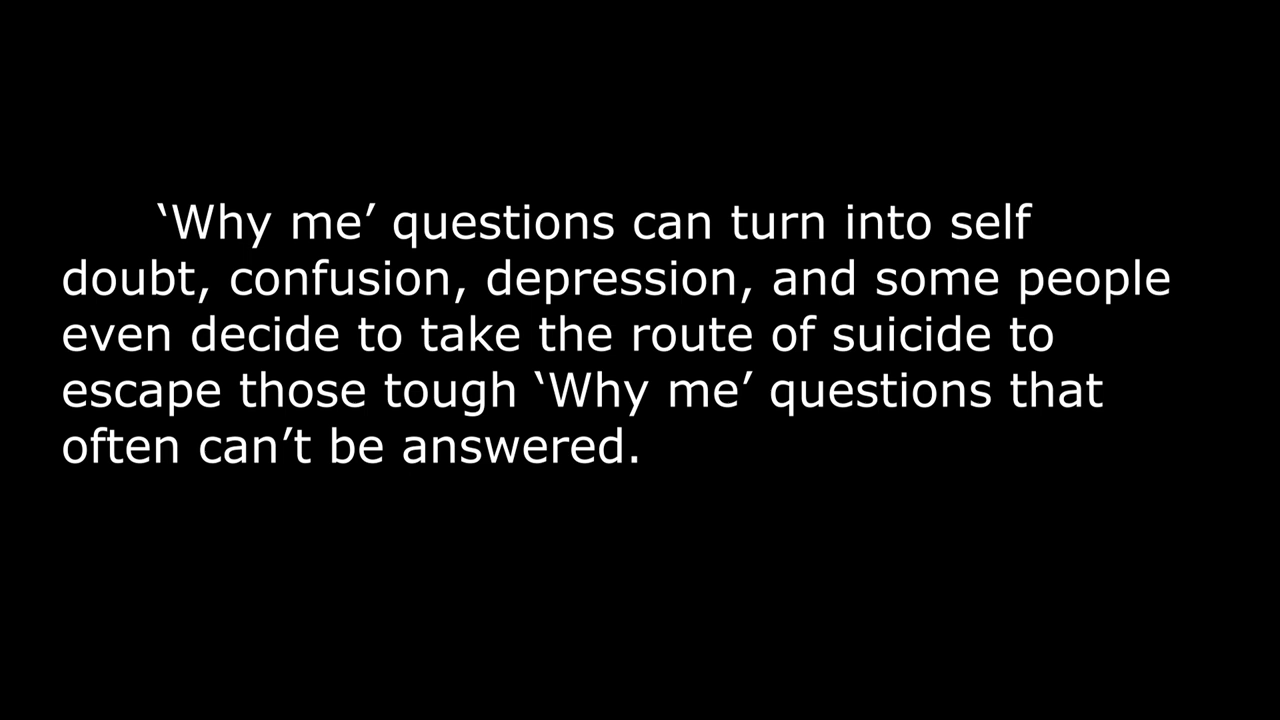 ‘Why me’ questions can turn into self
doubt, confusion, depression, and some people
even decide to take the route of suicide to
escape those tough ‘Why me’ questions that
often can’t be answered.